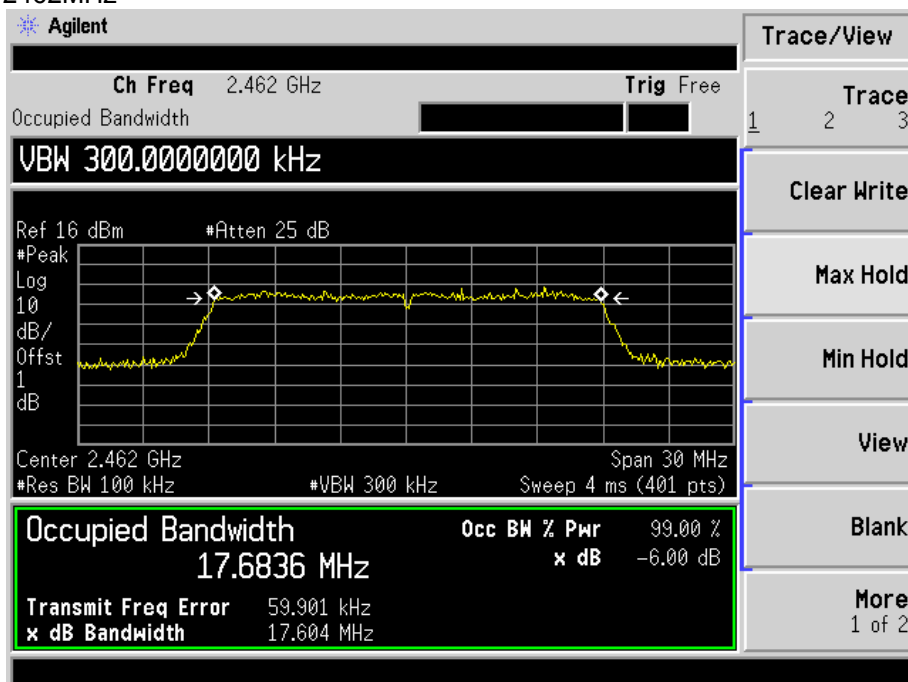 2462MHz
Agilent
Trace/View
Ch Freq 2.462 GHz Trig Free
Occupied Bandwidth
Trace
1 2 3
VBW 300.0000000 kHz
Clear Write
Ref 16 dBm #Atten 25 dB
#Peak
Log
10
dB/
Offst
1
dB
Max Hold
Min Hold
View
Center 2.462 GHz Span 30 MHz
#Res BW 100 kHz #VBW 300 kHz Sweep 4 ms (401 pts)
Occupied Bandwidth Occ BW % Pwr 99.00 %
17.6836 MHz x dB -6.00 dB
Blank
Transmit Freq Error 59.901 kHz
x dB Bandwidth 17.604 MHz
More
1 of 2